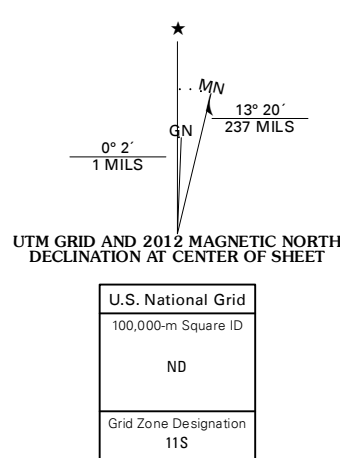 ★
MN
13° 20´
237 MILS
GN
0° 2´
1 MILS
UTM GRID AND 2012 MAGNETIC NORTH
DECLINATION AT CENTER OF SHEET
U.S. National Grid
100,000-m Square ID
ND
Grid Zone Designation
11S